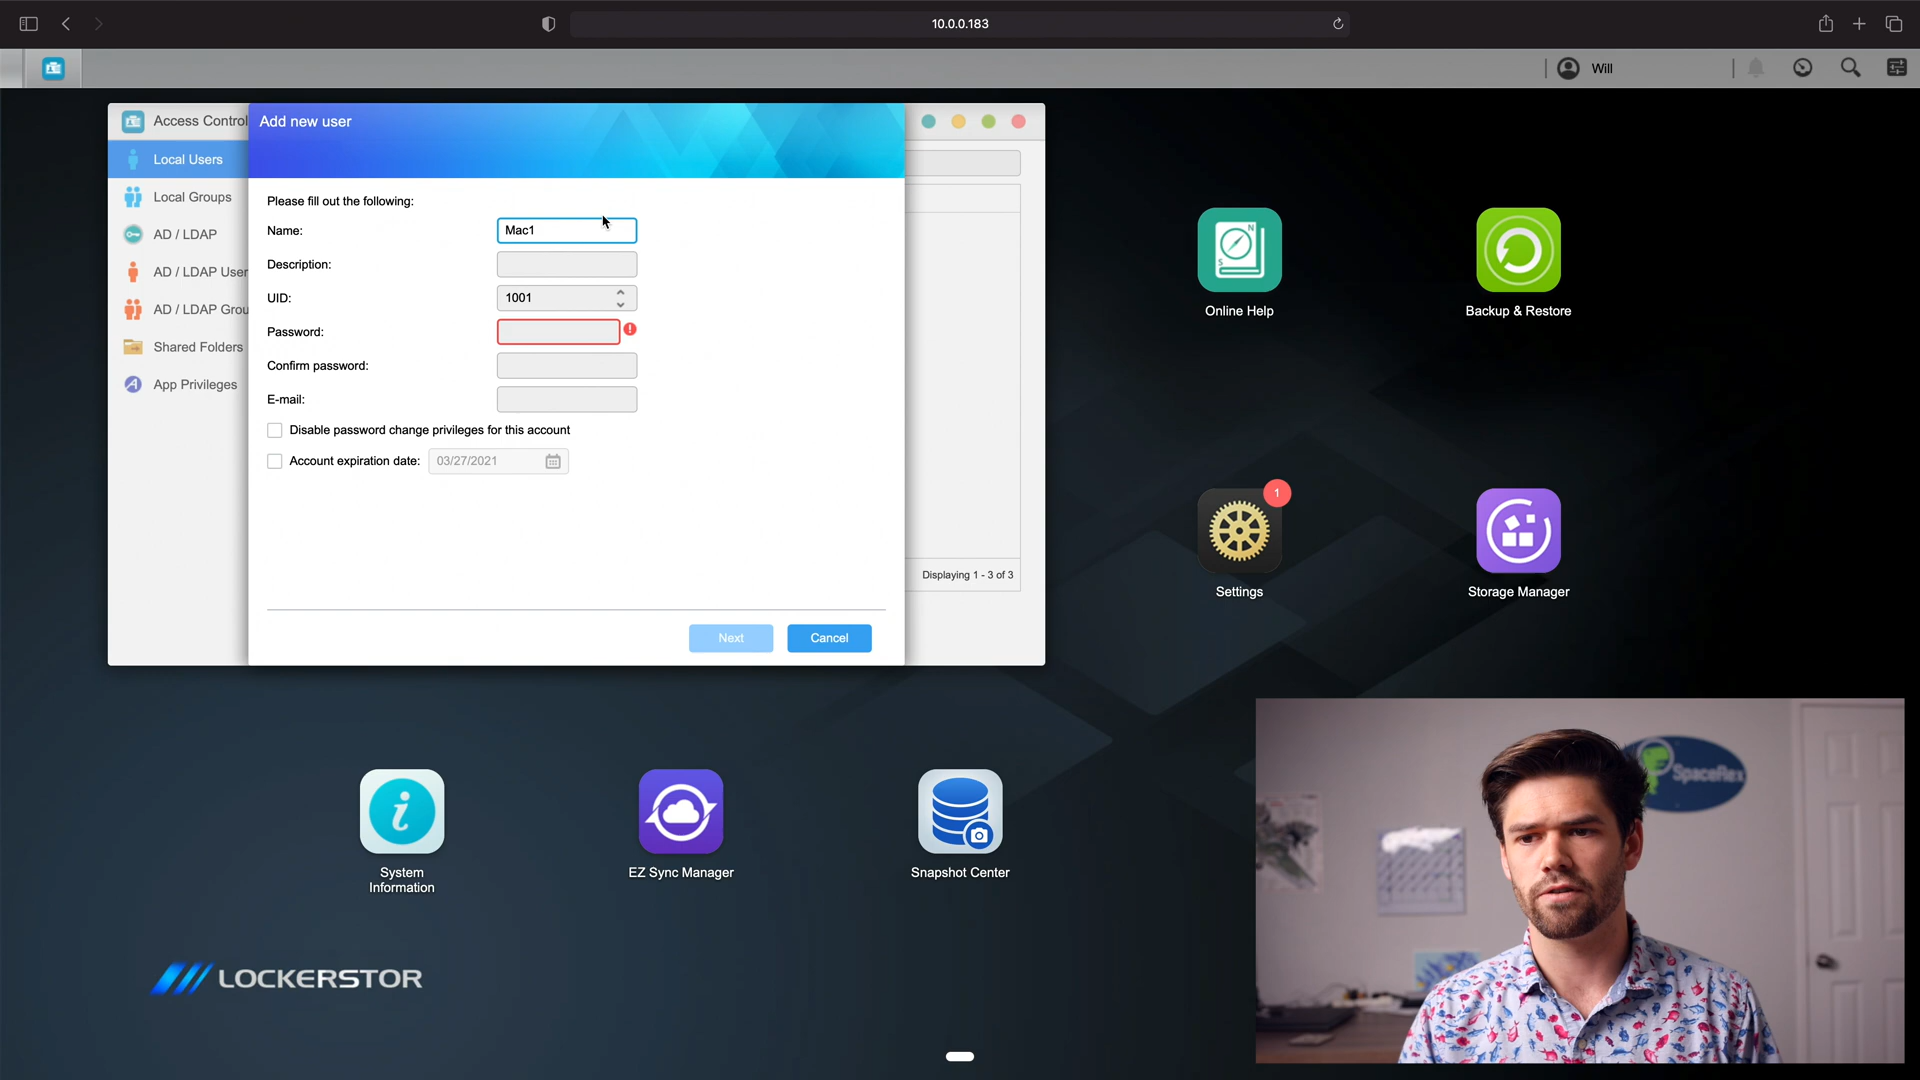 10.0.0.183
Will
Access Control
Add new user
Local Users
Local Groups
AD / LDAP
AD / LDAP User
AD / LDAP Grou
Shared Folders
App Privileges
Please fill out the following:
Name:
Mac1
Description:
UID:
1001
Password:
Confirm password:
E-mail:
Disable password change privileges for this account
Account expiration date:
03/27/2021
Next
Cancel
Displaying 1 - 3 of 3
Online Help
Backup & Restore
1
Settings
Storage Manager
System
Information
EZ Sync Manager
Snapshot Center
LOCKERSTOR
SpaceRex